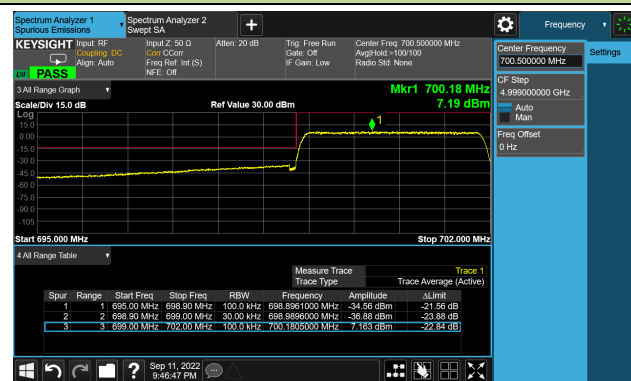 Spectrum Analyzer 1
Spurious Emissions
Spectrum Analyzer 2
Swept SA
Frequency
KEYSIGHT
Input: RF
Coupling: DC
Align: Auto
Input Z: 50 Ω
Corr CCorr
Freq Ref: Int (S)
NFE: Off
Atten: 20 dB
Trig: Free Run
Gate: Off
IF Gain: Low
Center Freq: 700.500000 MHz
Avg|Hold:>100/100
Radio Std: None
LXI PASS
Center Frequency
700.500000 MHz
Settings
CF Step
4.999000000 GHz
Auto
Man
Freq Offset
0 Hz
3 All Range Graph
Mkr1 700.18 MHz
7.19 dBm
Scale/Div 15.0 dB
Ref Value 30.00 dBm
Log
15.0
0.00
-15.0
-30.0
-45.0
-60.0
-75.0
-90.0
-105
1
Start 695.000 MHz
Stop 702.000 MHz
4 All Range Table
Measure Trace Trace 1
Trace Type Trace Average (Active)
Spur Range Start Freq Stop Freq RBW Frequency Amplitude ΔLimit
1 1 695.00 MHz 698.90 MHz 100.0 kHz 698.8961000 MHz -34.56 dBm -21.56 dB
2 2 698.90 MHz 699.00 MHz 30.00 kHz 698.9896000 MHz -36.88 dBm -23.88 dB
3 3 699.00 MHz 702.00 MHz 100.0 kHz 700.1805000 MHz 7.163 dBm -22.84 dB
Sep 11, 2022
9:46:47 PM